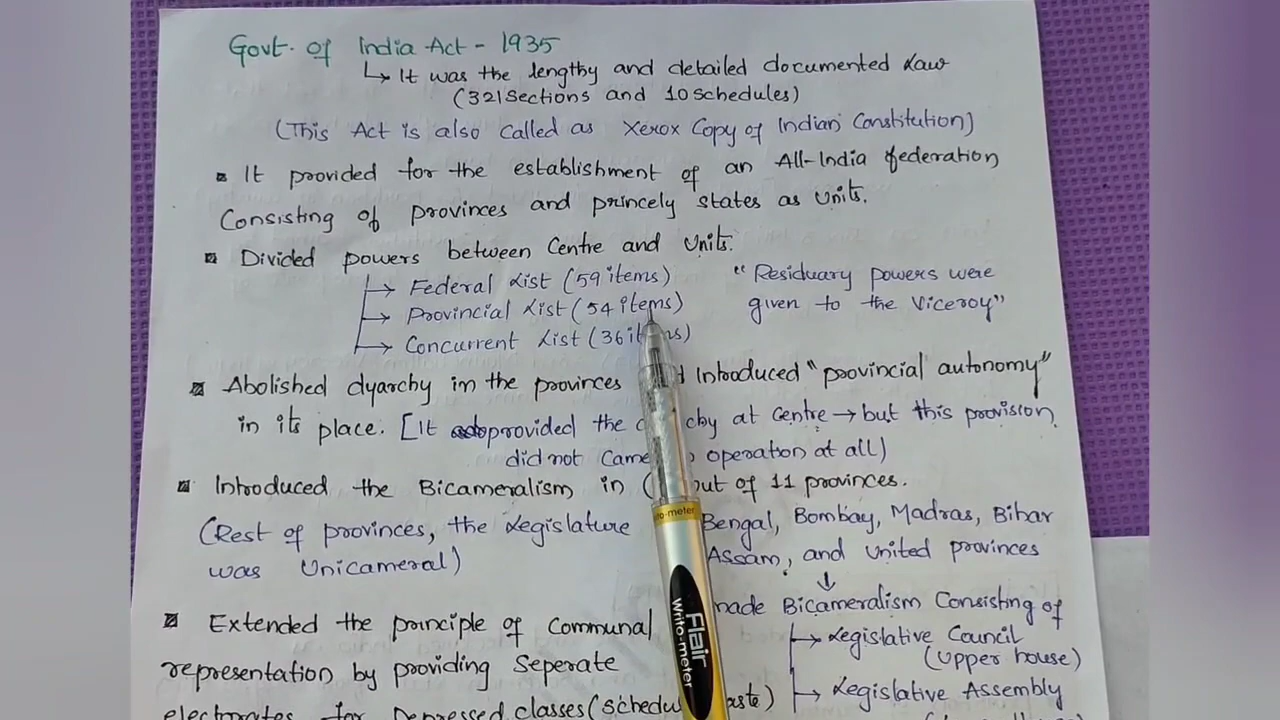 Govt. of India Act - 1935
↳ It was the lengthy and detailed documented Law
(321 Sections and 10 schedules)
(This Act is also called as Xerox Copy of Indian Constitution)
It provided for the establishment of an All-India federation
Consisting of provinces and princely states as units.
Divided powers between Centre and Units.
→ Federal List (59 items)
→ Provincial List (54 items)
→ Concurrent List (36
"Residuary powers were
given to the Viceroy"
Abolished dyarchy in the provinces Introduced "provincial autonomy"
in its place. [It provided the at Centre → but this provision
did not Came operation at all)
Introduced the Bicameralism in out of 11 provinces.
(Rest of provinces, the Legislature
was Unicameral)
Bengal, Bombay, Madras, Bihar
Assam, and United provinces
↓
made Bicameralism Consisting of
→ Legislative Council
(Upper house)
→ Legislative Assembly
Extended the principle of Communal
representation by providing Seperate
electorates for Depressed classes
Flair
Writo-meter